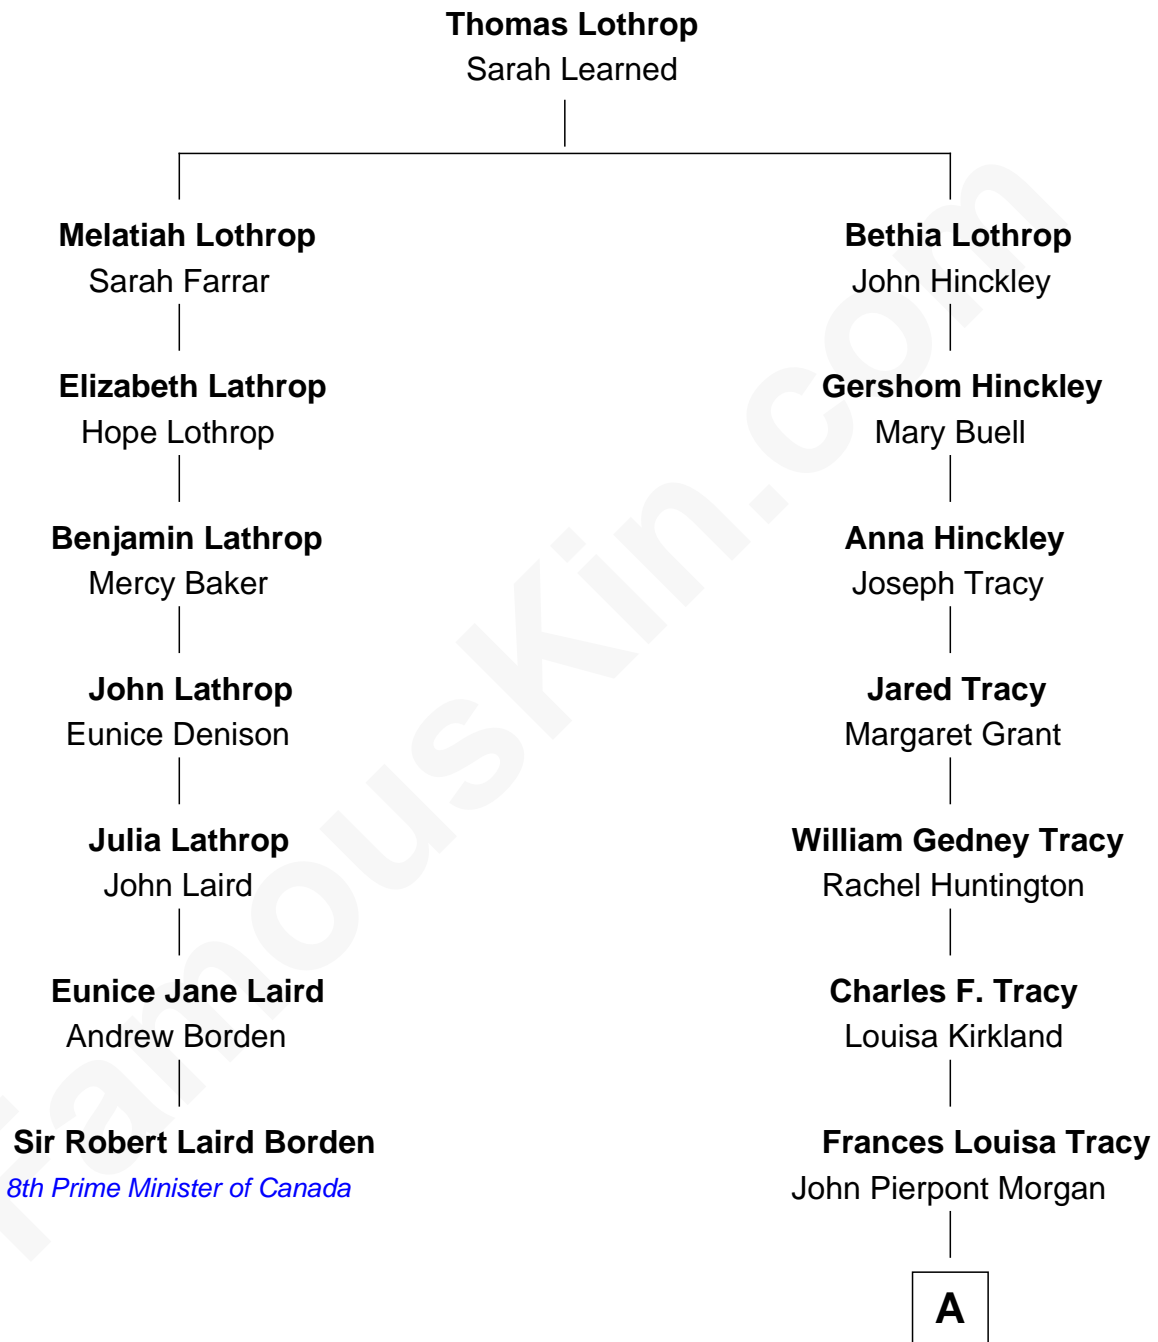 Thomas Lothrop
Sarah Learned
Melatiah Lothrop
Sarah Farrar
Bethia Lothrop
John Hinckley
Elizabeth Lathrop
Hope Lothrop
Gershom Hinckley
Mary Buell
Benjamin Lathrop
Mercy Baker
Anna Hinckley
Joseph Tracy
John Lathrop
Eunice Denison
Jared Tracy
Margaret Grant
Julia Lathrop
John Laird
William Gedney Tracy
Rachel Huntington
Eunice Jane Laird
Andrew Borden
Charles F. Tracy
Louisa Kirkland
Sir Robert Laird Borden
8th Prime Minister of Canada
Frances Louisa Tracy
John Pierpont Morgan
A
FamousKin.com